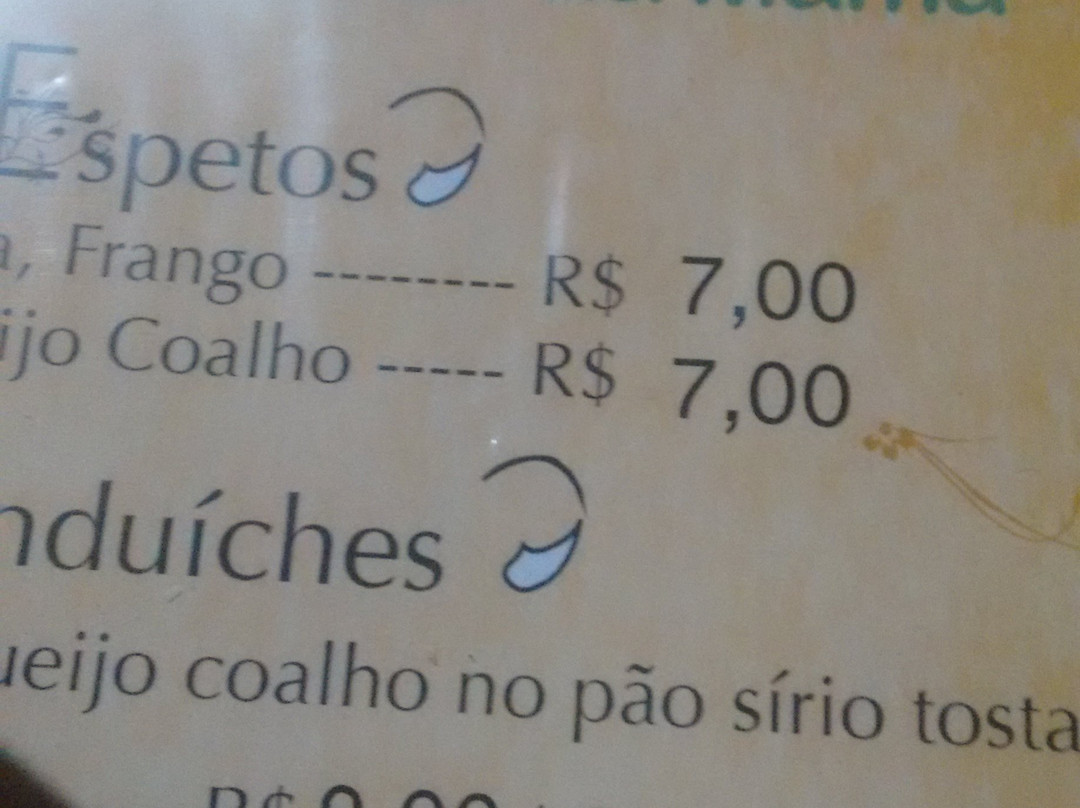 Espetos
a, Frango -------- R$ 7,00
ijo Coalho ----- R$ 7,00
nduíches
ueijo coalho no pão sírio tosta
R$